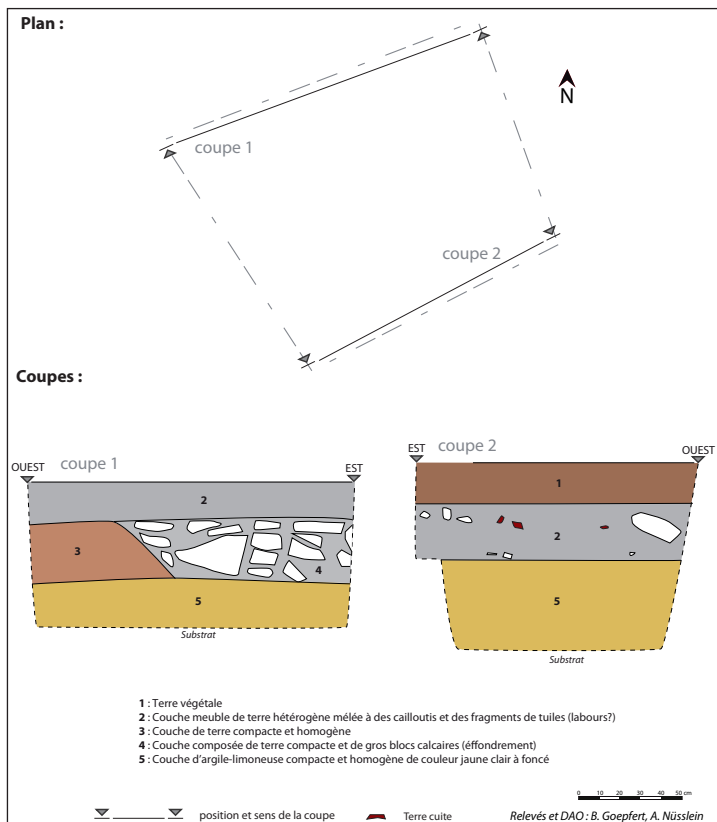 Plan :
N
coupe 1
coupe 2
Coupes :
OUEST
coupe 1
EST
2
3
4
5
Substrat
EST
coupe 2
OUEST
1
2
5
Substrat
1 : Terre végétale
2 : Couche meuble de terre hétérogène mélée à des cailloutis et des fragments de tuiles (labours?)
3 : Couche de terre compacte et homogène
4 : Couche composée de terre compacte et de gros blocs calcaires (éffondrement)
5 : Couche d'argile-limoneuse compacte et homogène de couleur jaune clair à foncé
0 10 20 30 40 50 cm
position et sens de la coupe
Terre cuite
Relevés et DAO : B. Goepfert, A. Nüsslein